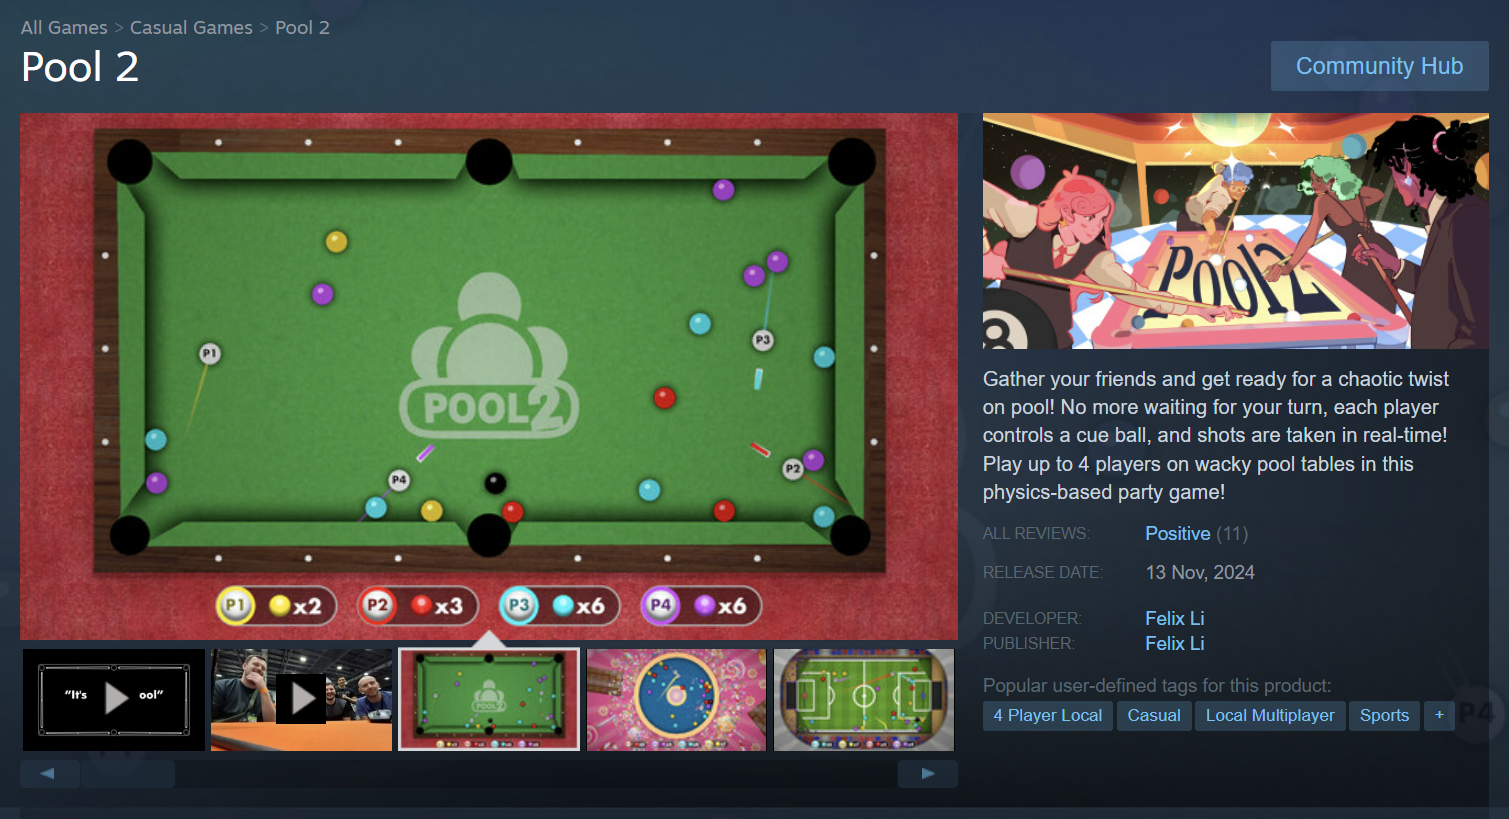 All Games > Casual Games > Pool 2
Pool 2
Community Hub
P1
P3
P4
P2
POOL2
P1 x2
P2 x3
P3 x6
P4 x6
"It's ool"
POOL2
POOL2
8
Gather your friends and get ready for a chaotic twist
on pool! No more waiting for your turn, each player
controls a cue ball, and shots are taken in real-time!
Play up to 4 players on wacky pool tables in this
physics-based party game!
ALL REVIEWS: Positive (11)
RELEASE DATE: 13 Nov, 2024
DEVELOPER: Felix Li
PUBLISHER: Felix Li
Popular user-defined tags for this product:
4 Player Local Casual Local Multiplayer Sports +
P4